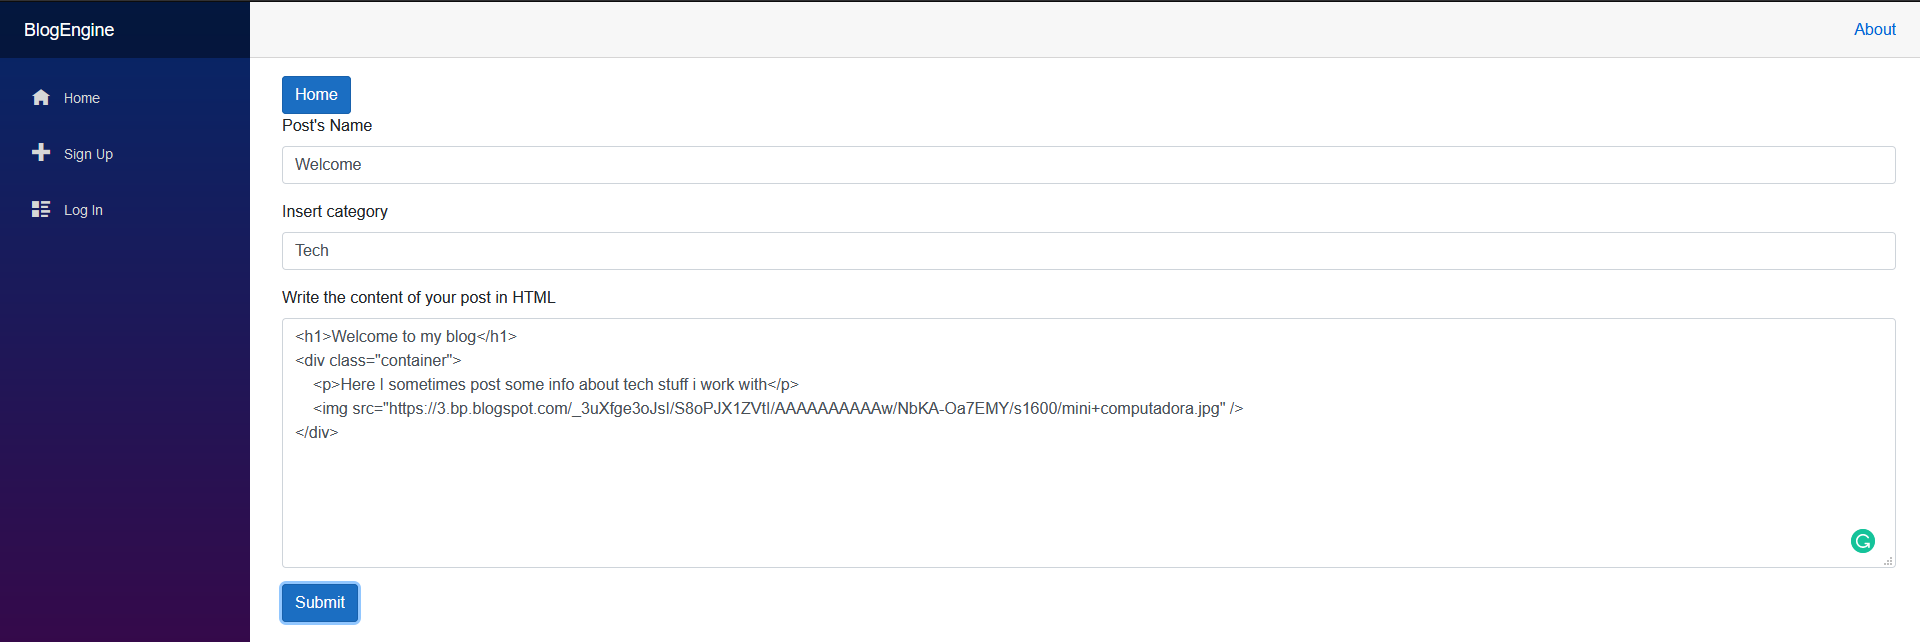 BlogEngine
About
Home
Sign Up
Log In
Home
Post's Name
Welcome
Insert category
Tech
Write the content of your post in HTML
<h1>Welcome to my blog</h1>
<div class="container">
<p>Here I sometimes post some info about tech stuff i work with</p>
<img src="https://3.bp.blogspot.com/_3uXfge3oJsI/S8oPJX1ZVtI/AAAAAAAAAAw/NbKA-Oa7EMY/s1600/mini+computadora.jpg" />
</div>
Submit